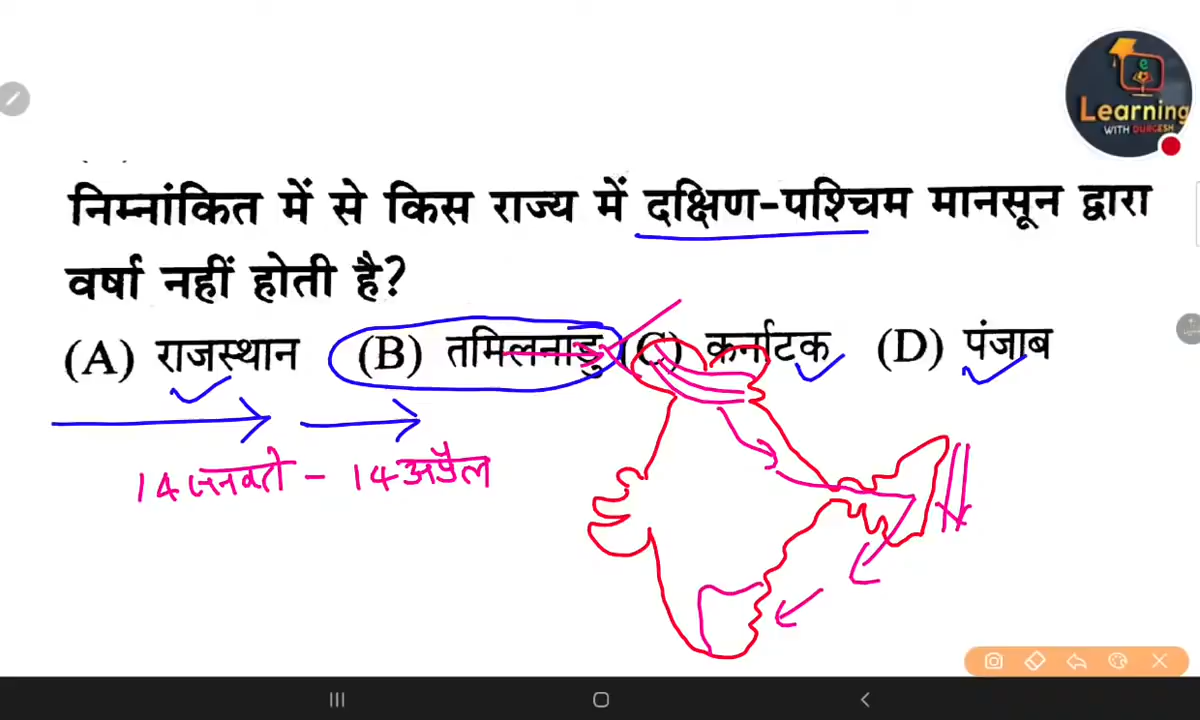 e
Learning
WITH DURGESH
निम्नांकित में से किस राज्य में दक्षिण-पश्चिम मानसून द्वारा
वर्षा नहीं होती है?
(A) राजस्थान (B) तमिलनाडु (C) कर्नाटक (D) पंजाब
14 जनवरी - 14 अप्रैल